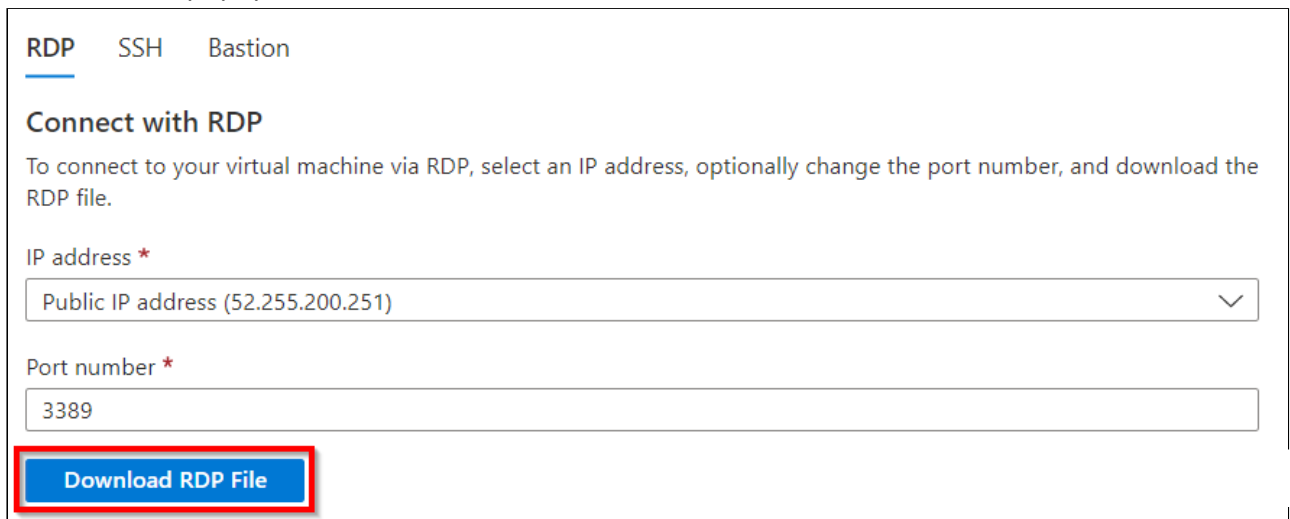 RDP SSH Bastion
Connect with RDP
To connect to your virtual machine via RDP, select an IP address, optionally change the port number, and download the
RDP file.
IP address *
Public IP address (52.255.200.251)
Port number *
3389
Download RDP File